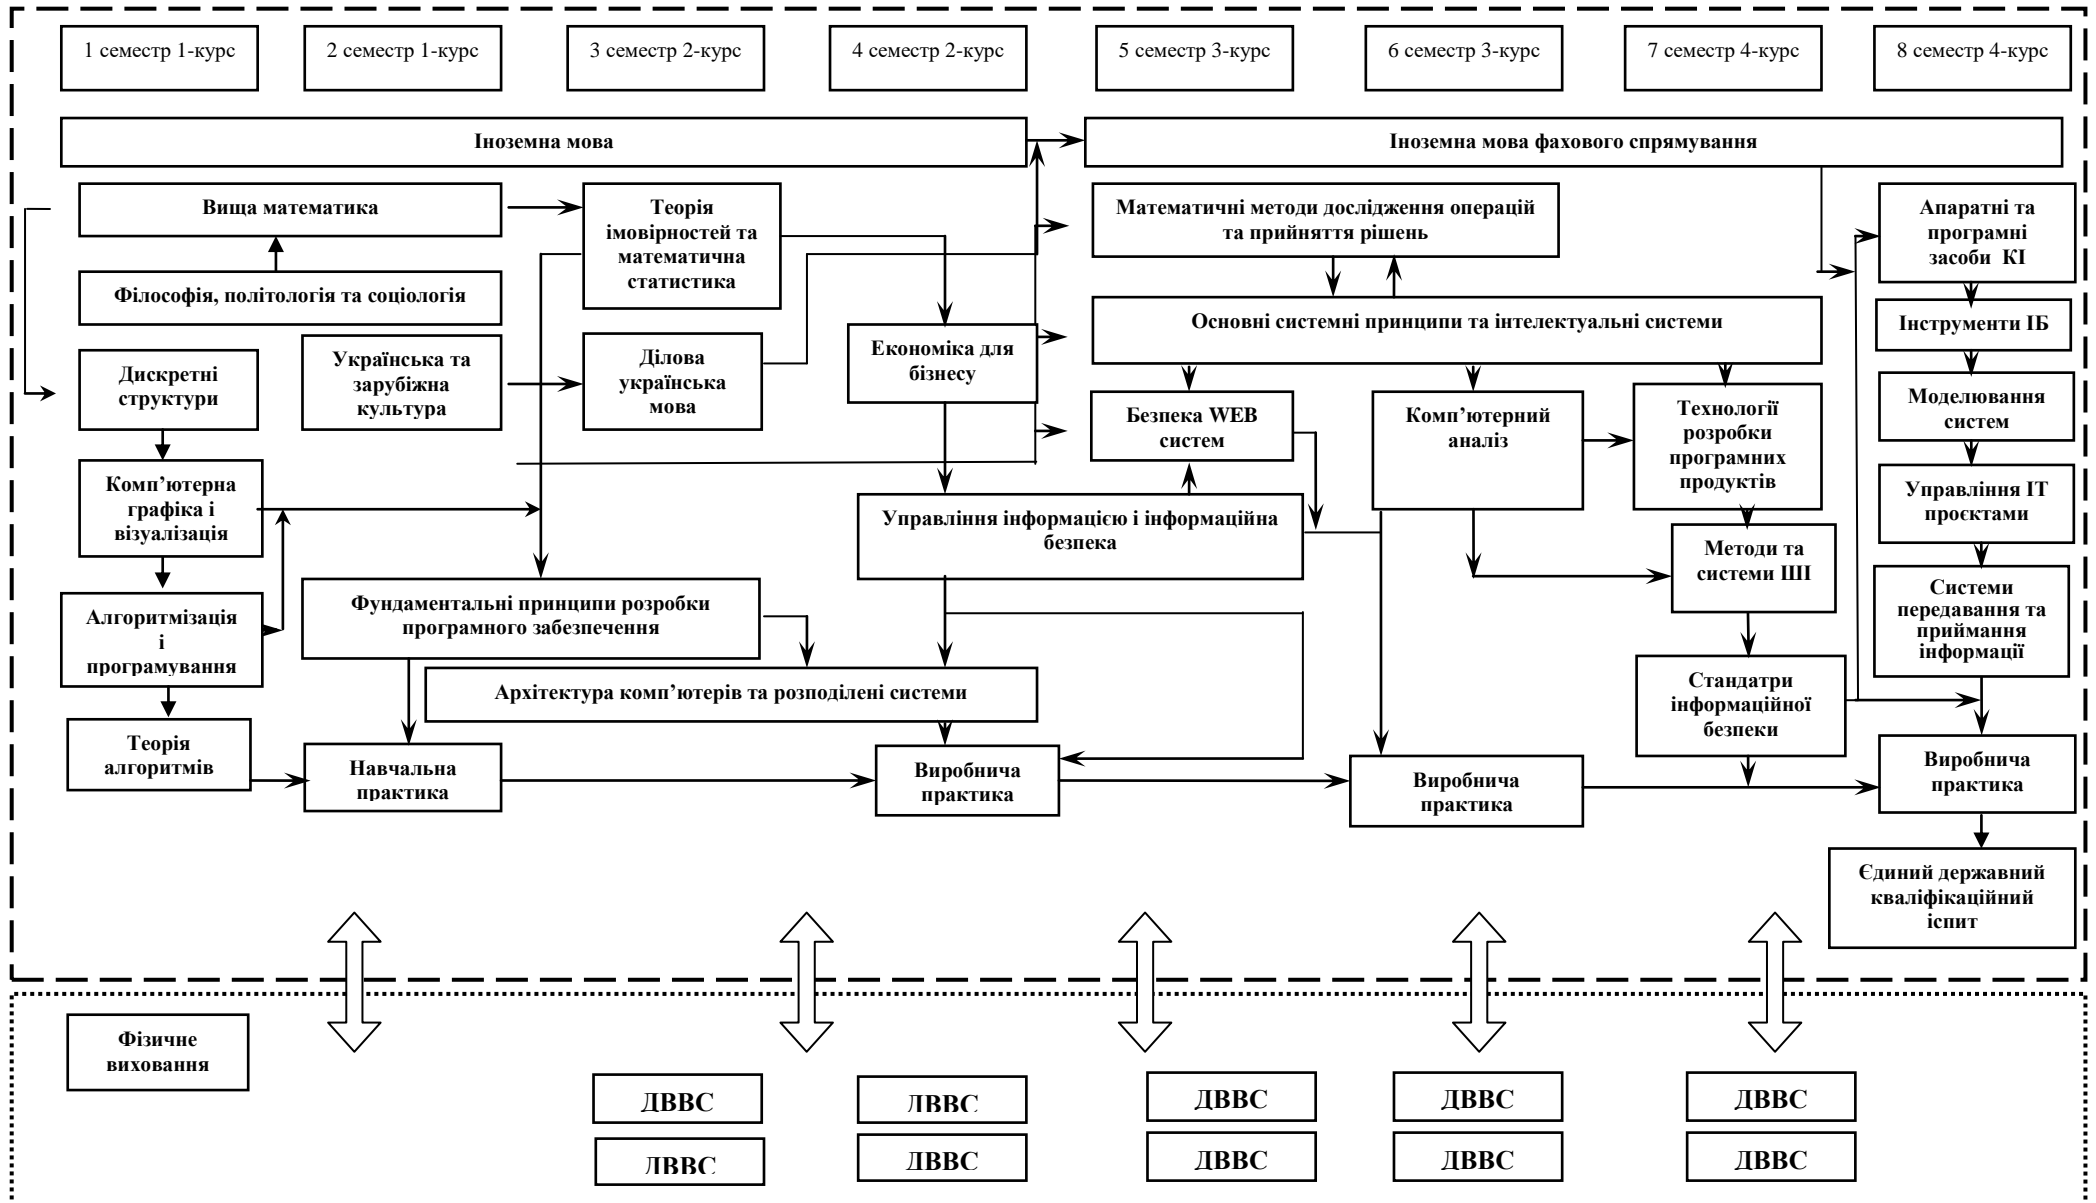 1 семестр 1-курс
2 семестр 1-курс
3 семестр 2-курс
4 семестр 2-курс
5 семестр 3-курс
6 семестр 3-курс
7 семестр 4-курс
8 семестр 4-курс
Іноземна мова
Іноземна мова фахового спрямування
Вища математика
Теорія
імовірностей та
математична
статистика
Математичні методи дослідження операцій
та прийняття рішень
Апаратні та
програмні
засоби КІ
Філософія, політологія та соціологія
Основні системні принципи та інтелектуальні системи
Інструменти ІБ
Дискретні
структури
Українська та
зарубіжна
культура
Ділова
українська
мова
Економіка для
бізнесу
Безпека WEB
систем
Комп’ютерний
аналіз
Технології
розробки
програмних
продуктів
Моделювання
систем
Комп’ютерна
графіка і
візуалізація
Управління інформацією і інформаційна
безпека
Управління ІТ
проєктами
Методи та
системи ШІ
Алгоритмізація
і
програмування
Фундаментальні принципи розробки
програмного забезпечення
Системи
передавання та
приймання
інформації
Архітектура комп’ютерів та розподілені системи
Стандатри
інформаційної
безпеки
Теорія
алгоритмів
Навчальна
практика
Виробнича
практика
Виробнича
практика
Виробнича
практика
Єдиний державний
кваліфікаційний
іспит
Фізичне
виховання
ДВВС
ДВВС
ДВВС
ДВВС
ДВВС
ДВВС
ДВВС
ДВВС
ДВВС
ДВВС